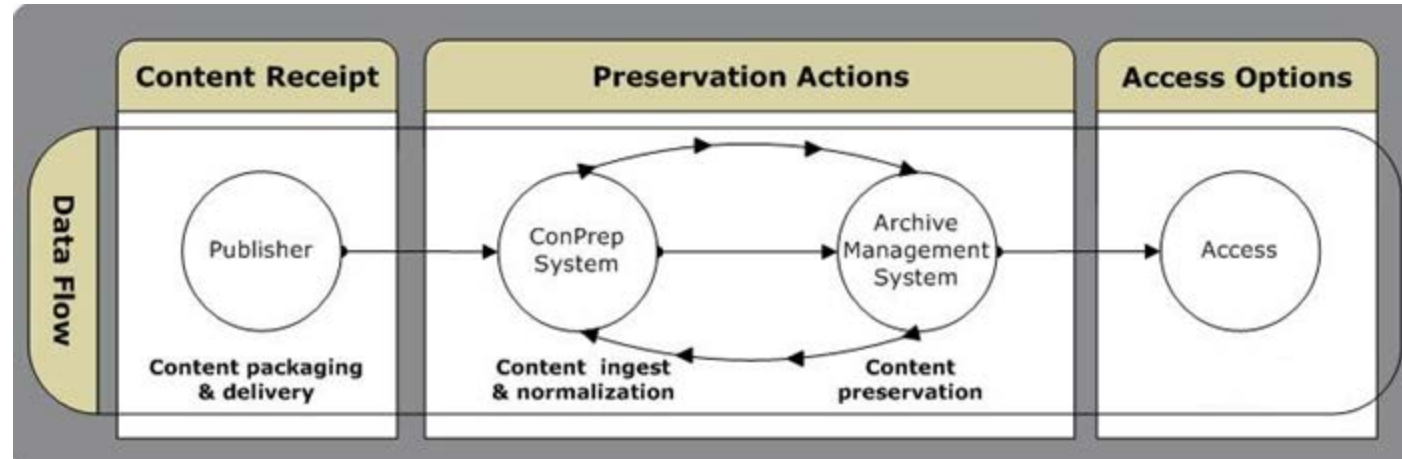 Content Receipt
Preservation Actions
Access Options
Data Flow
Publisher
ConPrep
System
Archive
Management
System
Access
Content packaging
& delivery
Content ingest
& normalization
Content
preservation